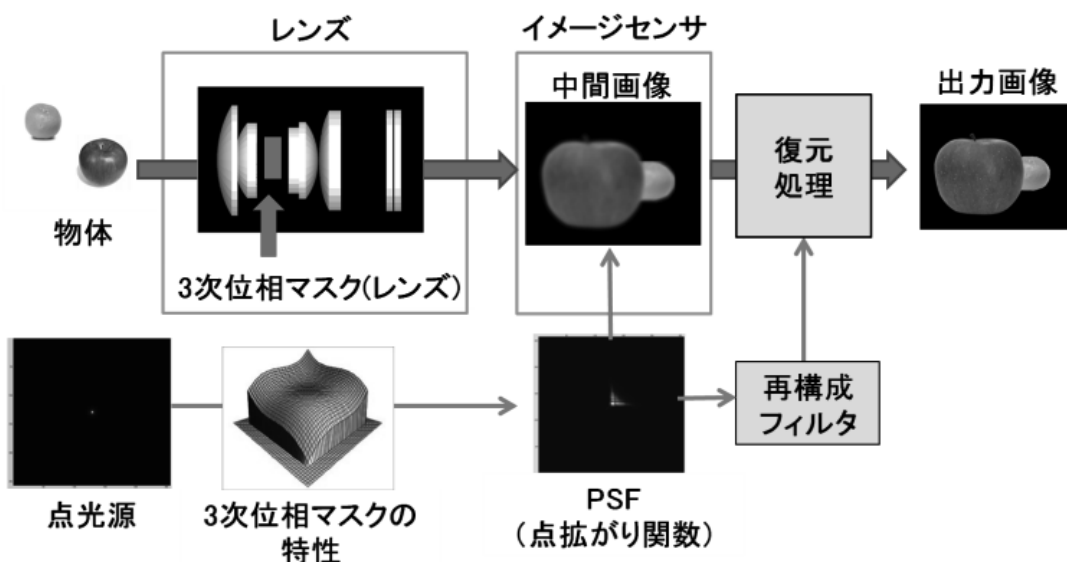 レンズ
イメージセンサ
中間画像
出力画像
復元
処理
物体
3次位相マスク(レンズ)
再構成
フィルタ
点光源
3次位相マスクの
特性
PSF
(点拡がり関数)